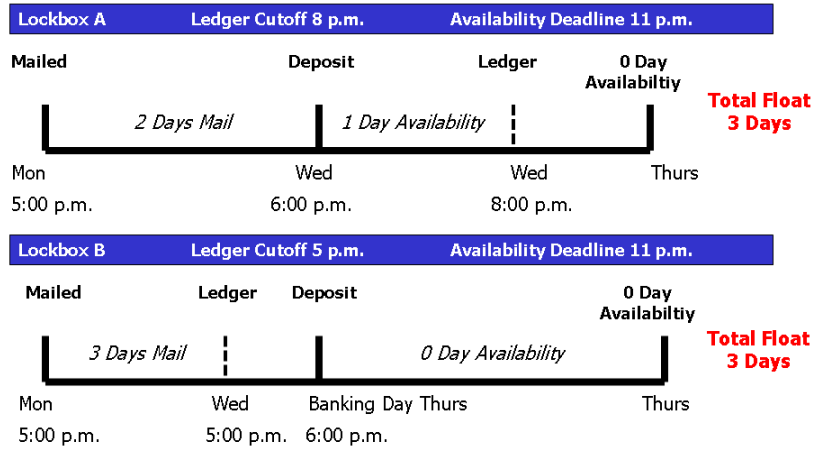 Lockbox A Ledger Cutoff 8 p.m. Availability Deadline 11 p.m.
Mailed Deposit Ledger 0 Day
Availabiltiy
2 Days Mail 1 Day Availability
Total Float
3 Days
Mon Wed Wed Thurs
5:00 p.m. 6:00 p.m. 8:00 p.m.
Lockbox B Ledger Cutoff 5 p.m. Availability Deadline 11 p.m.
Mailed Ledger Deposit 0 Day
Availabiltiy
3 Days Mail 0 Day Availability
Total Float
3 Days
Mon Wed Banking Day Thurs Thurs
5:00 p.m. 5:00 p.m. 6:00 p.m.